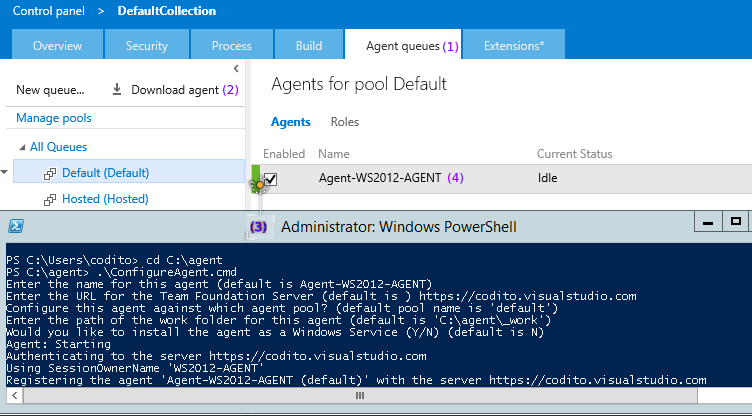 Control panel > DefaultCollection
Overview Security Process Build Agent queues (1) Extensions*
New queue... Download agent (2)
Manage pools
All Queues
Default (Default)
Hosted (Hosted)
Agents for pool Default
Agents Roles
Enabled Name Current Status
Agent-WS2012-AGENT (4) Idle
(3) Administrator: Windows PowerShell
PS C:\Users\codito> cd C:\agent
PS C:\agent> .\ConfigureAgent.cmd
Enter the name for this agent (default is Agent-WS2012-AGENT)
Enter the URL for the Team Foundation Server (default is ) https://codito.visualstudio.com
Configure this agent against which agent pool? (default pool name is 'default')
Enter the path of the work folder for this agent (default is 'C:\agent\_work')
Would you like to install the agent as a Windows Service (Y/N) (default is N)
Agent: Starting
Authenticating to the server https://codito.visualstudio.com
Using SessionOwnerName 'WS2012-AGENT'
Registering the agent 'Agent-WS2012-AGENT (default)' with the server https://codito.visualstudio.com